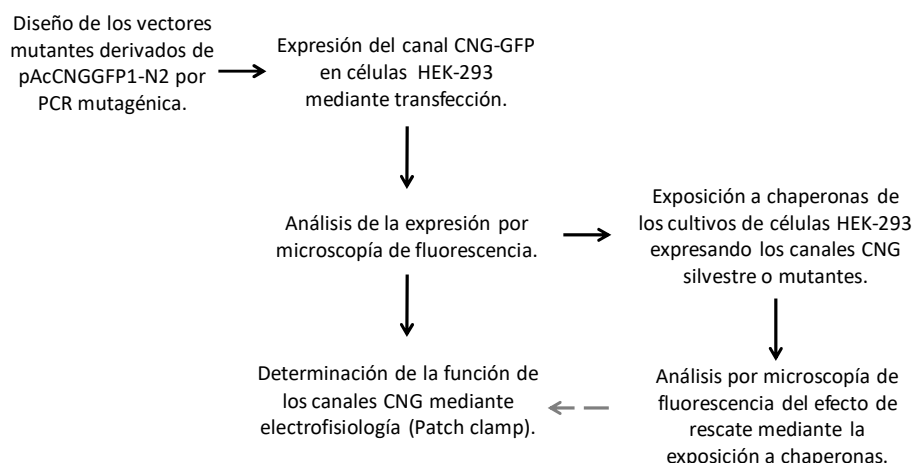 Diseño de los vectores
mutantes derivados de
pAcCNGGFP1-N2 por
PCR mutagénica.
Expresión del canal CNG-GFP
en células HEK-293
mediante transfección.
Análisis de la expresión por
microscopía de fluorescencia.
Exposición a chaperonas de
los cultivos de células HEK-293
expresando los canales CNG
silvestre o mutantes.
Determinación de la función de
los canales CNG mediante
electrofisiología (Patch clamp).
Análisis por microscopía de
fluorescencia del efecto de
rescate mediante la
exposición a chaperonas.